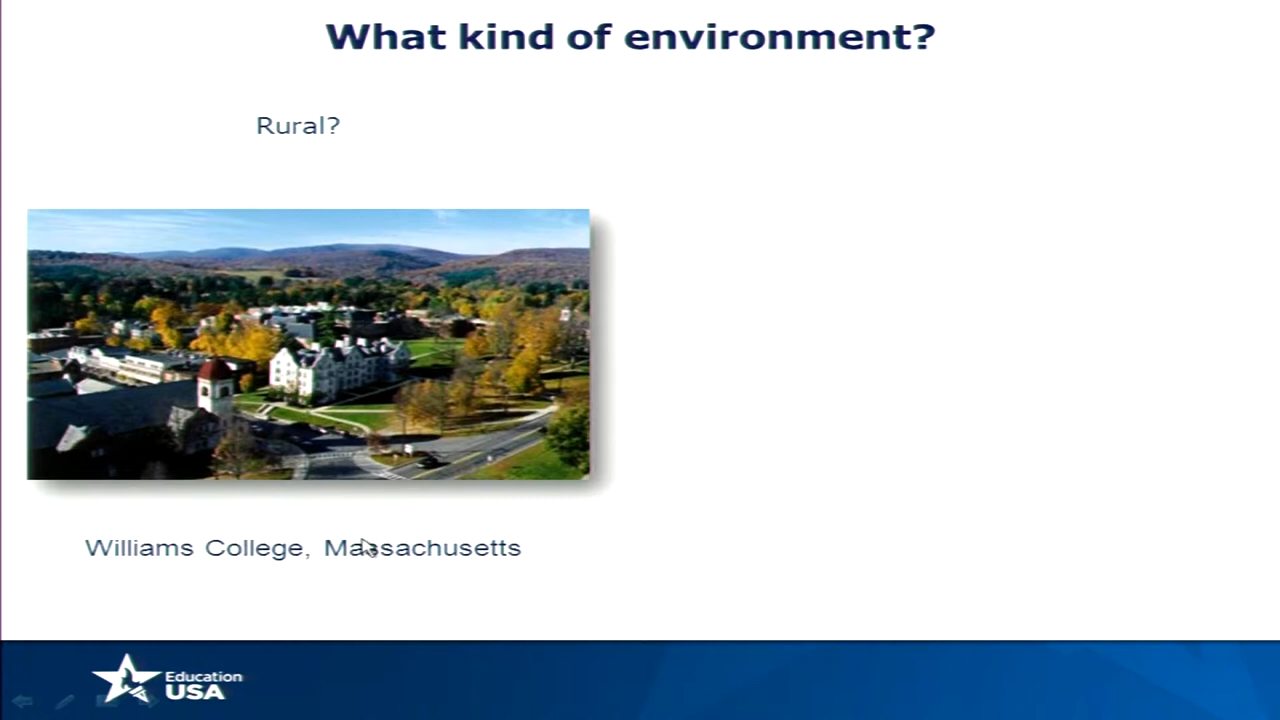 What kind of environment?
Rural?
Williams College, Massachusetts
Education
USA